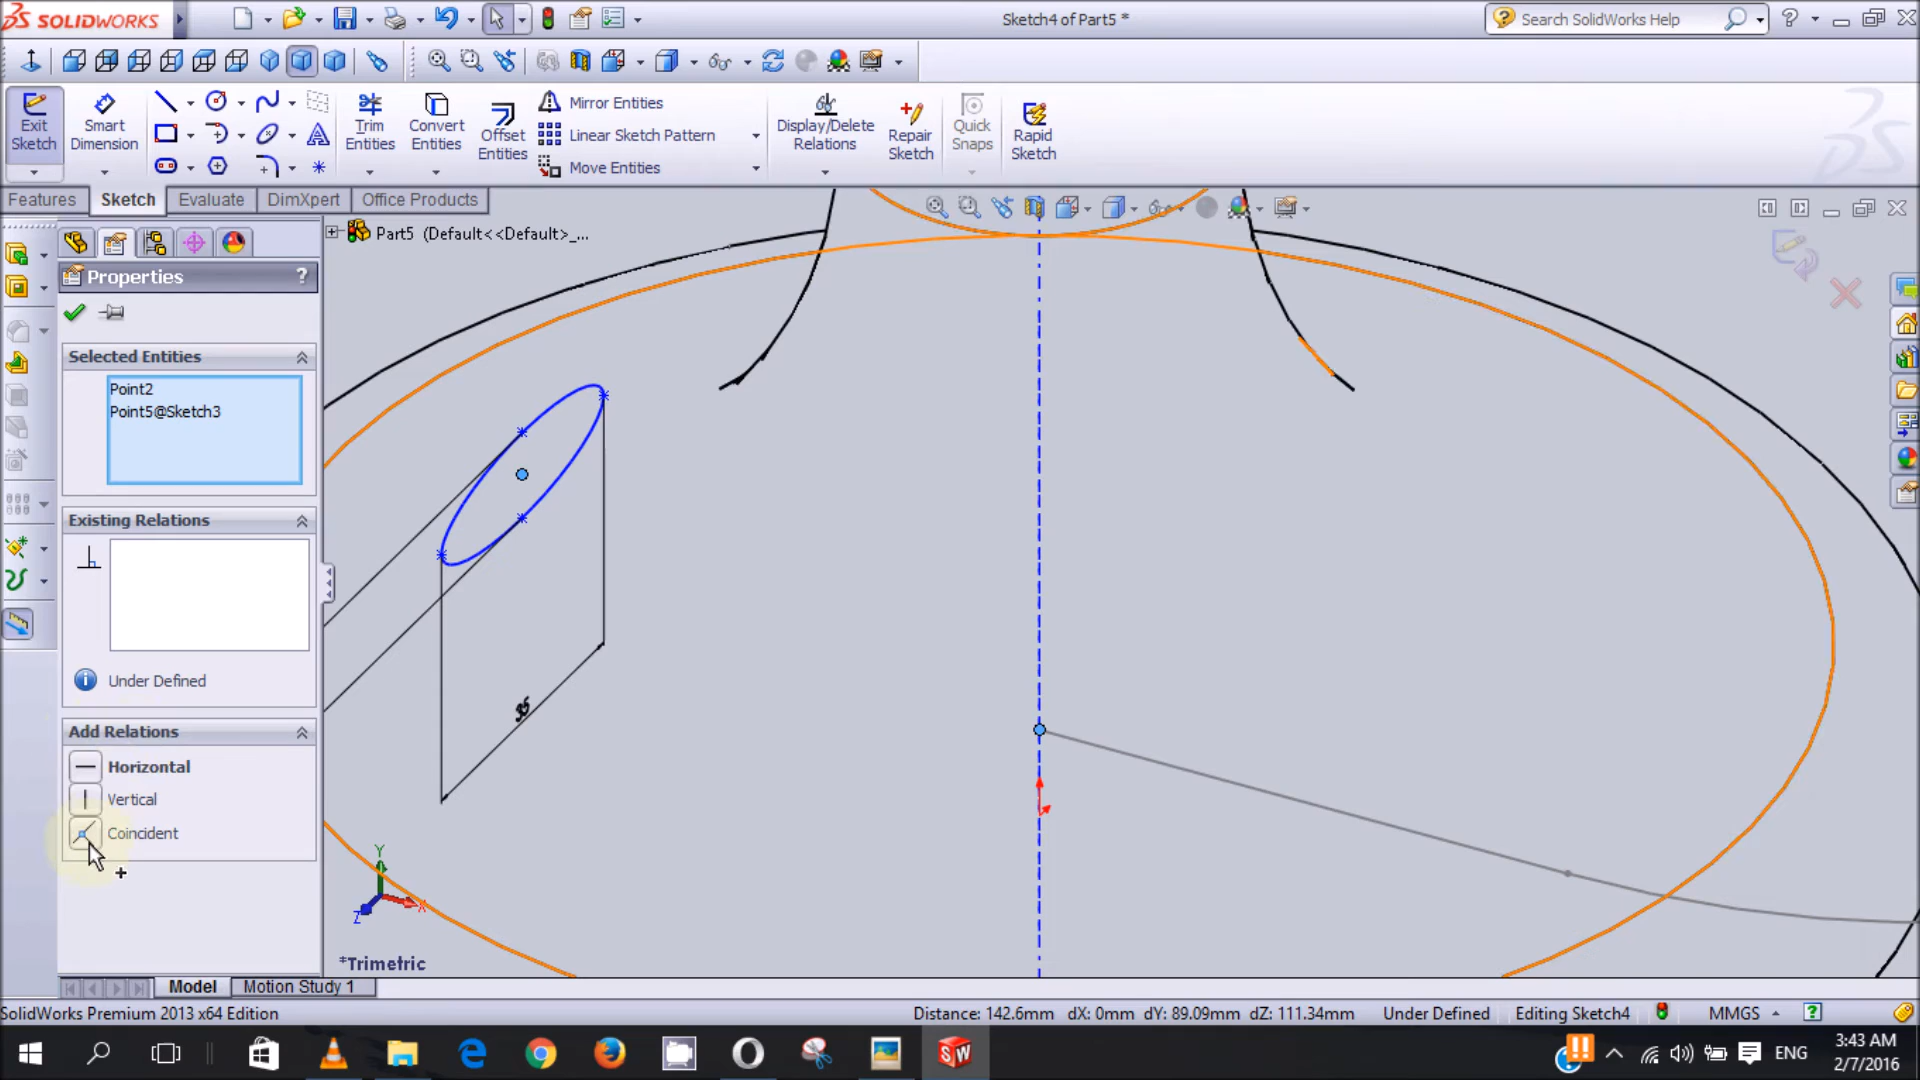 SOLIDWORKS
Sketch4 of Part5 *
Search SolidWorks Help
Exit
Sketch
Smart
Dimension
Trim
Entities
Convert
Entities
Offset
Entities
Mirror Entities
Linear Sketch Pattern
Move Entities
Display/Delete
Relations
Repair
Sketch
Quick
Snaps
Rapid
Sketch
Features
Sketch
Evaluate
DimXpert
Office Products
Part5 (Default<<Default>_...
Properties
?
Selected Entities
Point2
Point5@Sketch3
Existing Relations
Under Defined
Add Relations
Horizontal
Vertical
Coincident
35
Y
X
Z
*Trimetric
Model
Motion Study 1
SolidWorks Premium 2013 x64 Edition
Distance: 142.6mm dX: 0mm dY: 89.09mm dZ: 111.34mm
Under Defined
Editing Sketch4
MMGS
ENG
3:43 AM
2/7/2016